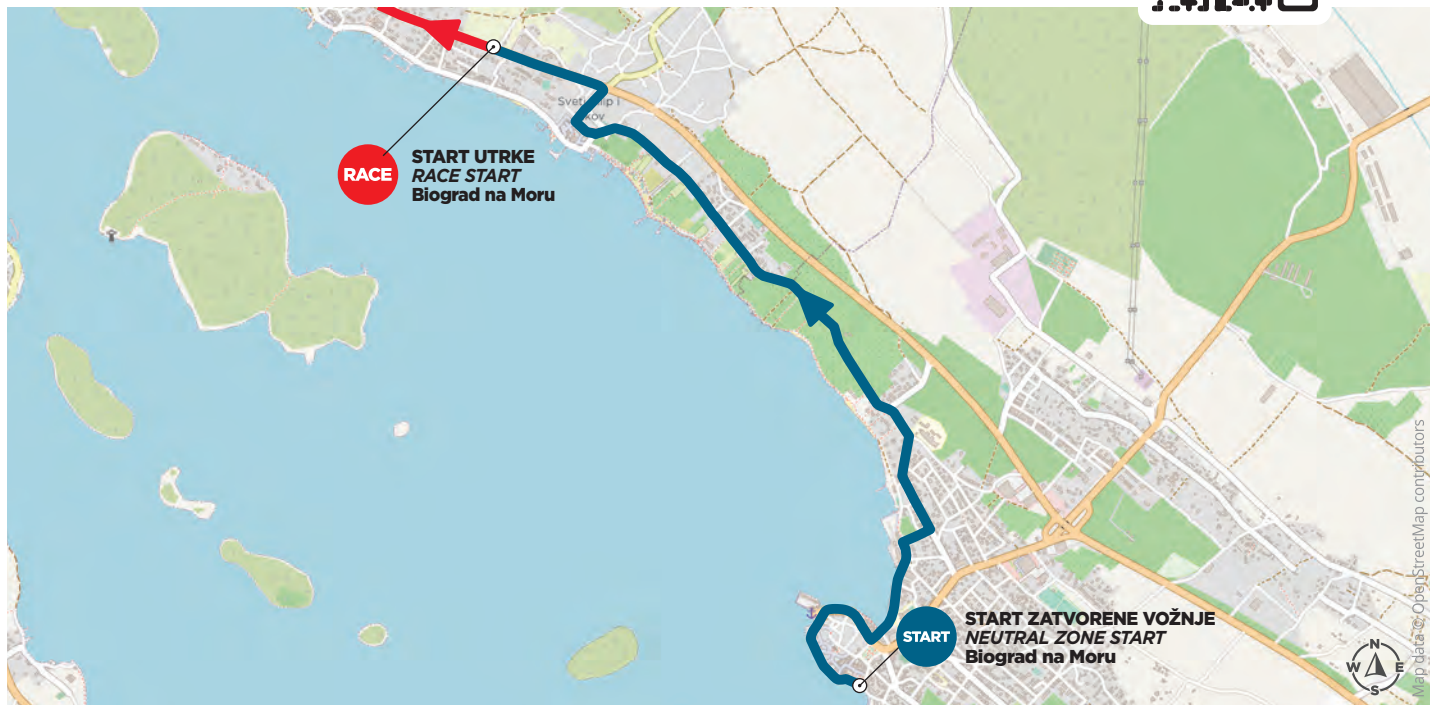 RACE
START UTRKE
RACE START
Biograd na Moru
START
START ZATVORENE VOŽNJE
NEUTRAL ZONE START
Biograd na Moru
N
W E
S
Map data © OpenStreetMap contributors